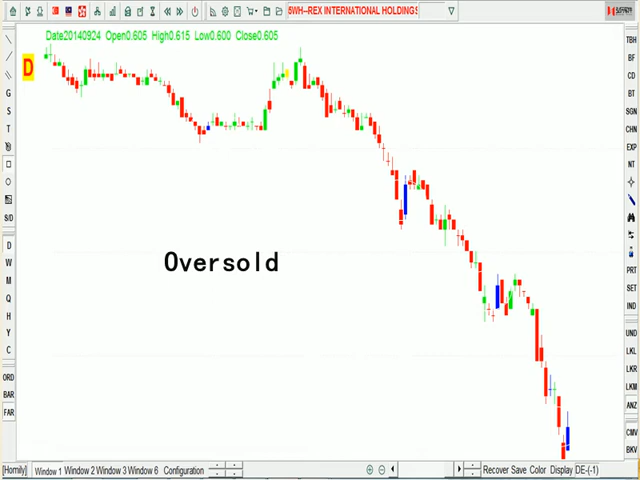 5WH--REX INTERNATIONAL HOLDINGS
Date20140924 Open0.605 High0.615 Low0.600 Close0.605
D
Oversold
G
S
T
S/D
D
W
M
Q
H
Y
C
ORD
BAR
FAR
TBH
BF
CD
BT
SGN
CHN
EXP
NT
PRT
SET
IND
UND
LKL
LKR
LKM
ANZ
CMV
BKV
[Homily] Window 1 Window 2 Window 3 Window 6 Configuration Recover Save Color Display DE-(-1)